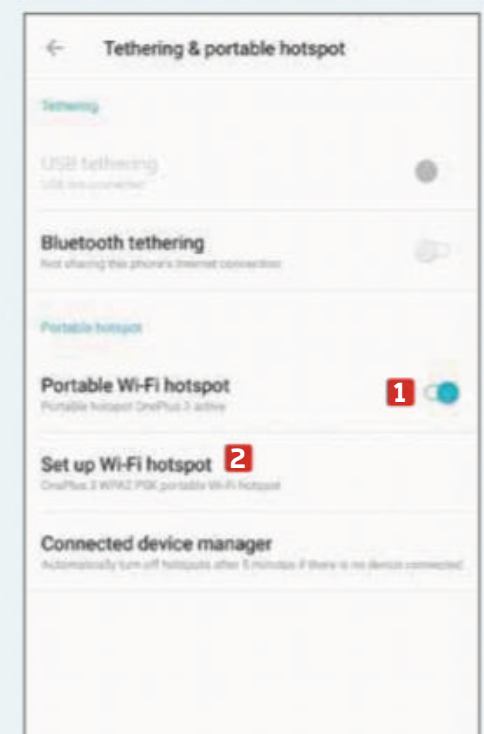 ← Tethering & portable hotspot
Tethering
USB tethering
USB not connected
Bluetooth tethering
Not sharing this phone's internet connection
Portable hotspot
Portable Wi-Fi hotspot 1
Portable hotspot OnePlus 3 active
Set up Wi-Fi hotspot 2
OnePlus 3 WPA2 PSK portable Wi-Fi hotspot
Connected device manager
Automatically turn off hotspots after 5 minutes if there is no device connected